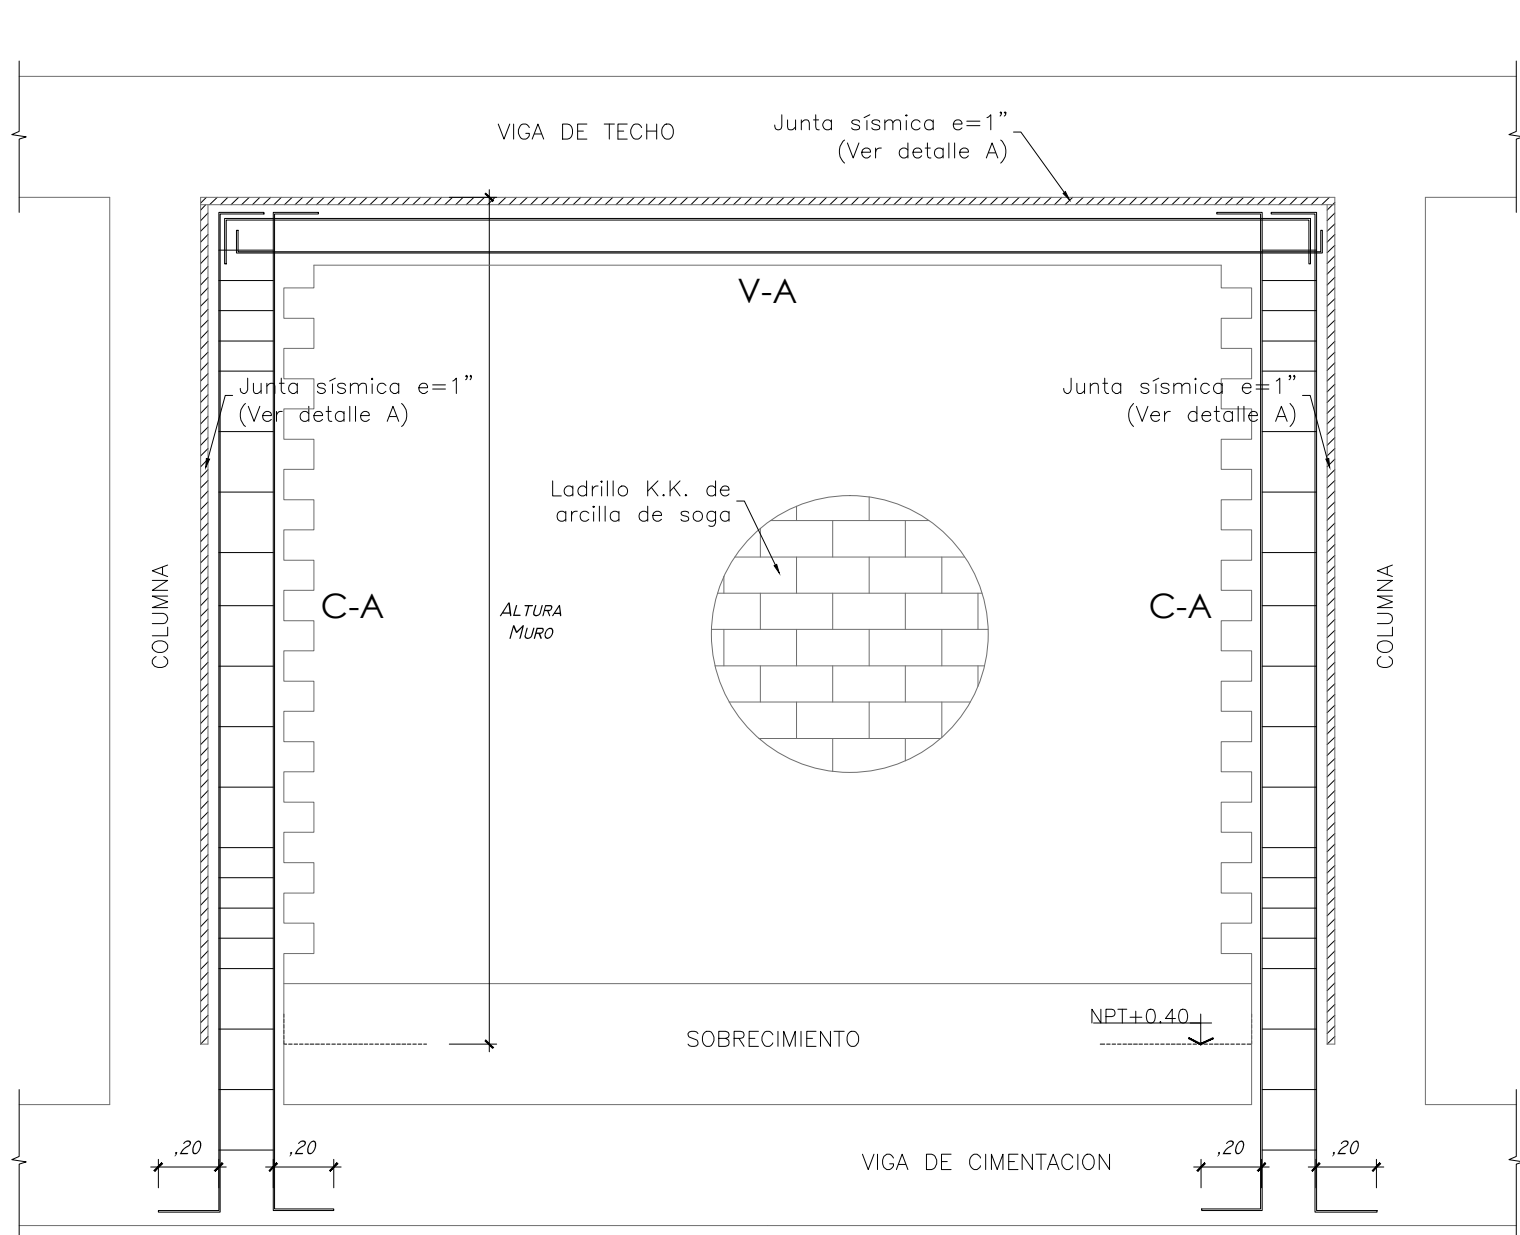 VIGA DE TECHO
Junta sísmica e=1”
(Ver detalle A)
V-A
Junta sísmica e=1”
(Ver detalle A)
Junta sísmica e=1”
(Ver detalle A)
Ladrillo K.K. de
arcilla de soga
COLUMNA
C-A
ALTURA
MURO
C-A
COLUMNA
NPT+0.40
SOBRECIMIENTO
,20
,20
,20
,20
VIGA DE CIMENTACION